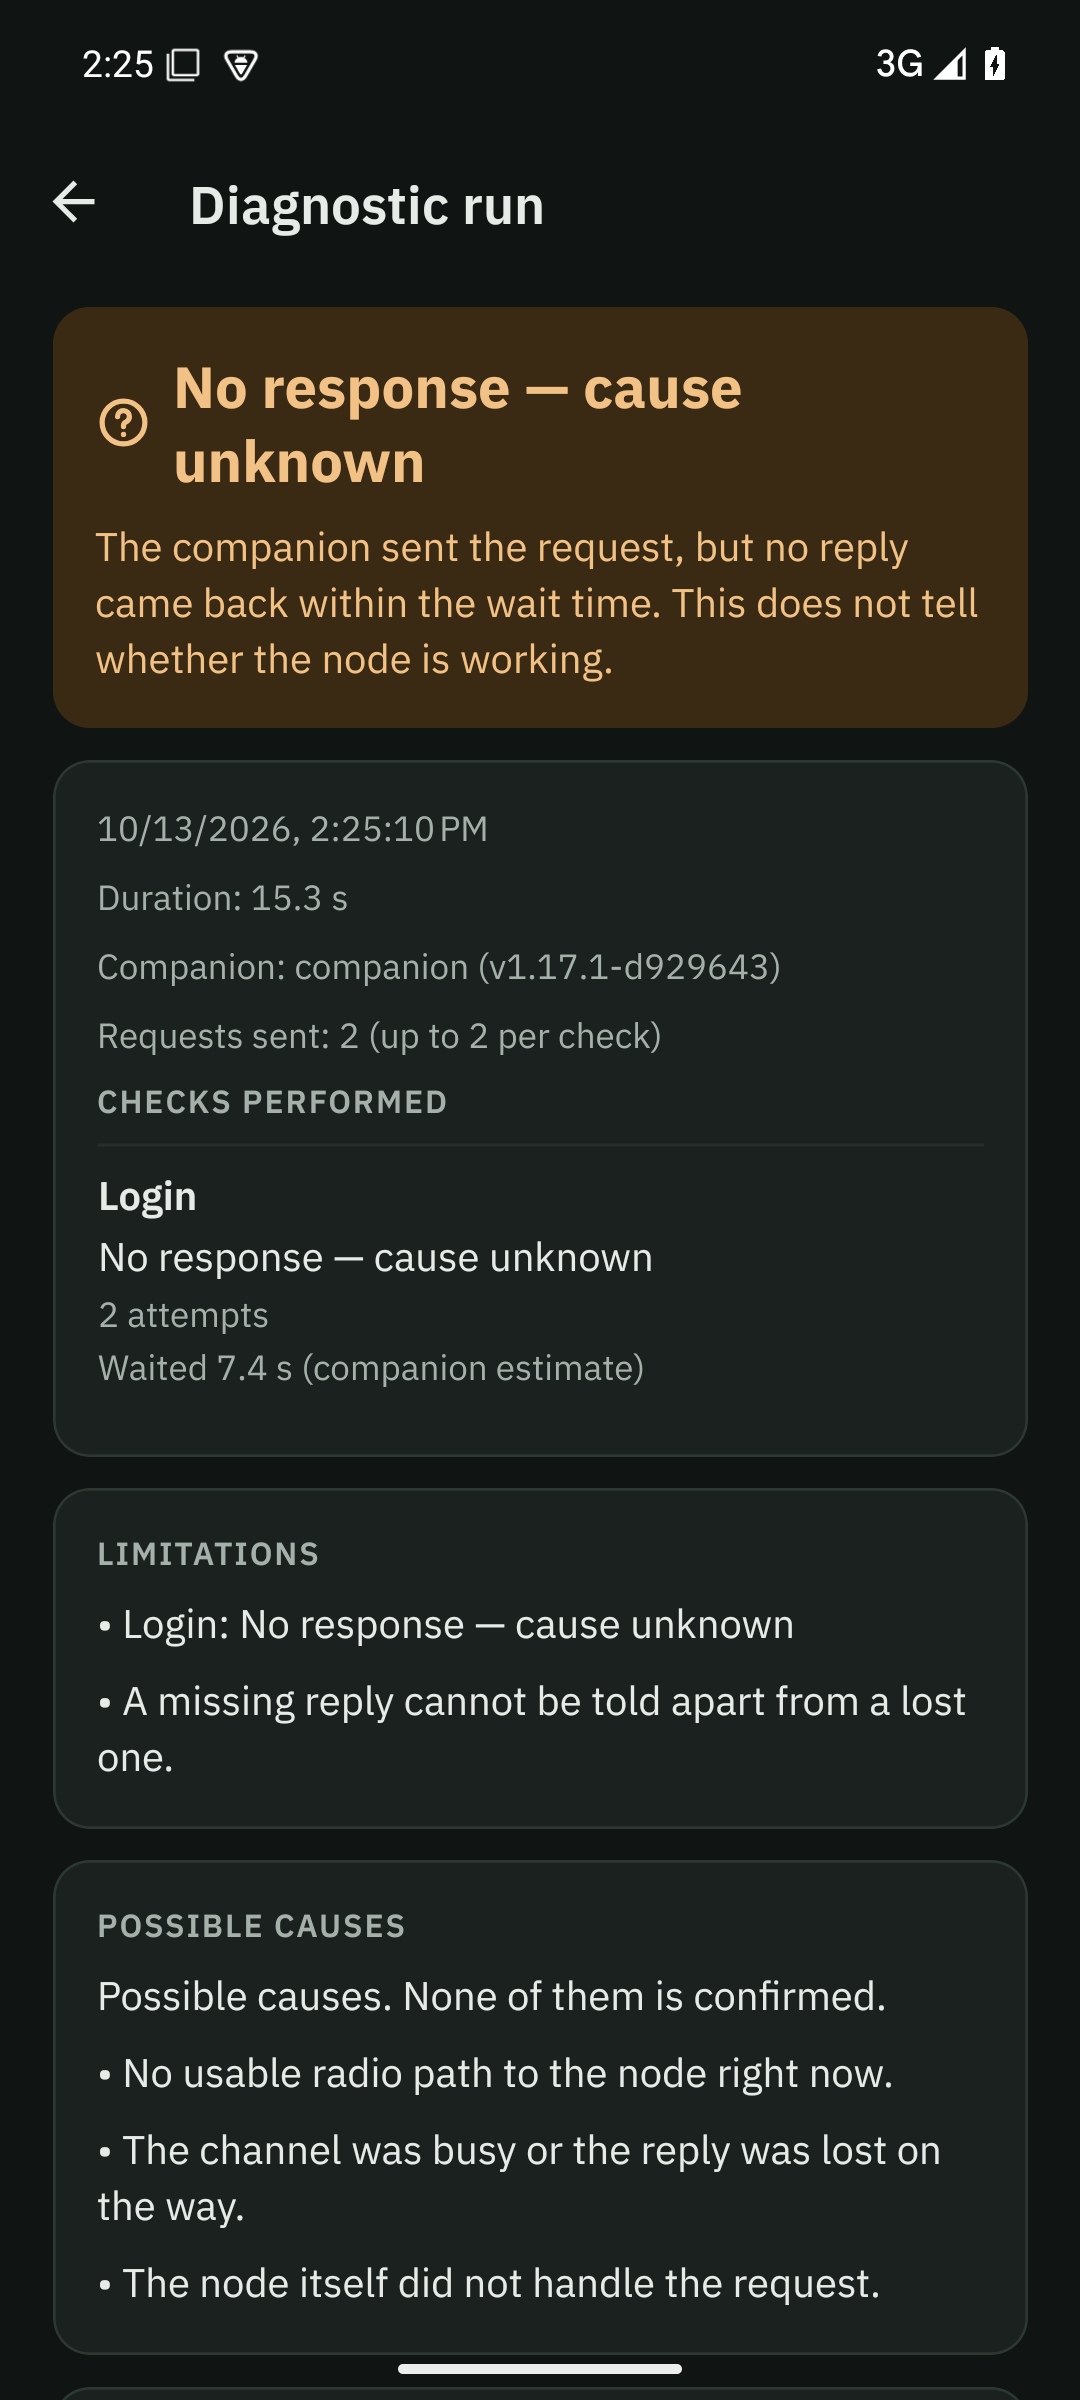 2:25
3G
Diagnostic run
No response — cause
unknown
The companion sent the request, but no reply
came back within the wait time. This does not tell
whether the node is working.
10/13/2026, 2:25:10 PM
Duration: 15.3 s
Companion: companion (v1.17.1-d929643)
Requests sent: 2 (up to 2 per check)
CHECKS PERFORMED
Login
No response — cause unknown
2 attempts
Waited 7.4 s (companion estimate)
LIMITATIONS
• Login: No response — cause unknown
• A missing reply cannot be told apart from a lost
one.
POSSIBLE CAUSES
Possible causes. None of them is confirmed.
• No usable radio path to the node right now.
• The channel was busy or the reply was lost on
the way.
• The node itself did not handle the request.